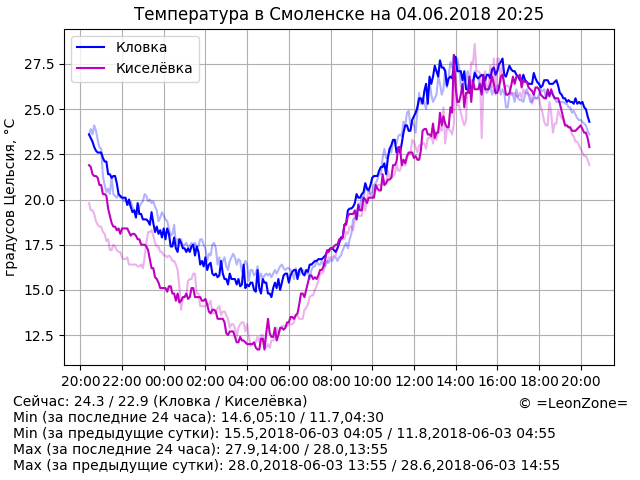 Температура в Смоленске на 04.06.2018 20:25
Кловка
Киселёвка
градусов Цельсия, °C
27.5
25.0
22.5
20.0
17.5
15.0
12.5
20:00 22:00 00:00 02:00 04:00 06:00 08:00 10:00 12:00 14:00 16:00 18:00 20:00
Сейчас: 24.3 / 22.9 (Кловка / Киселёвка)
© =LeonZone=
Min (за последние 24 часа): 14.6,05:10 / 11.7,04:30
Min (за предыдущие сутки): 15.5,2018-06-03 04:05 / 11.8,2018-06-03 04:55
Max (за последние 24 часа): 27.9,14:00 / 28.0,13:55
Max (за предыдущие сутки): 28.0,2018-06-03 13:55 / 28.6,2018-06-03 14:55